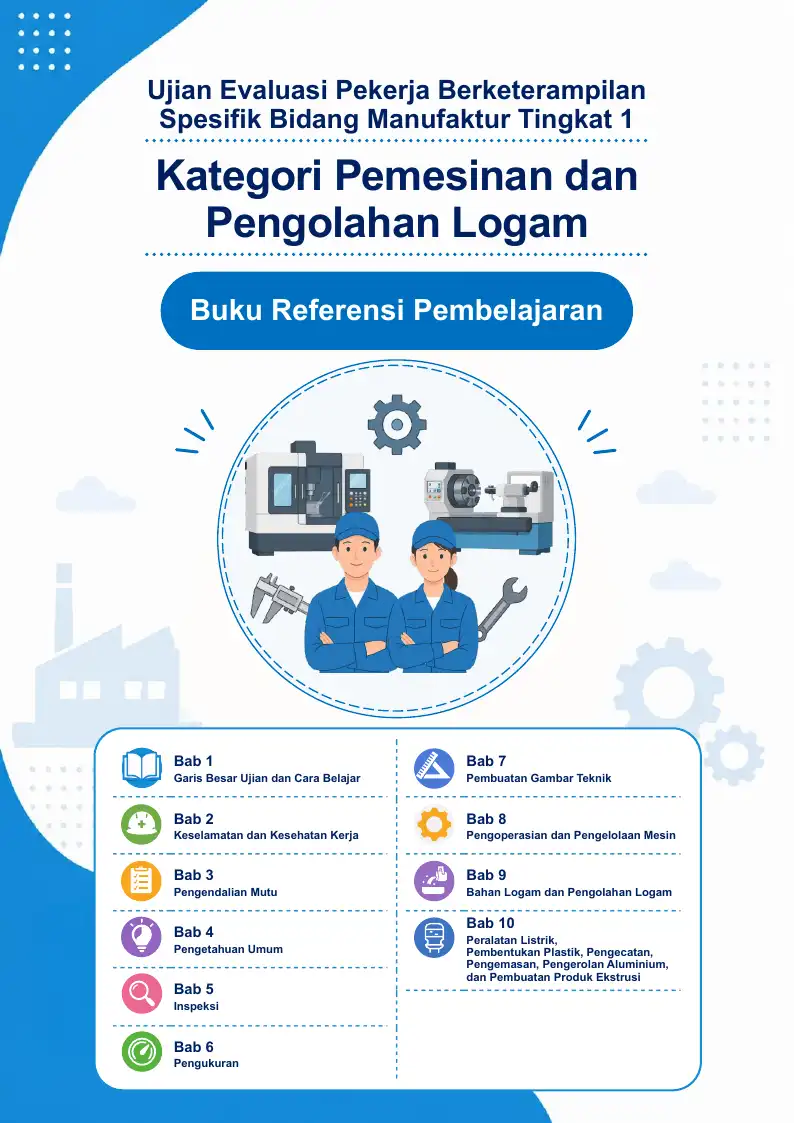 Ujian Evaluasi Pekerja Berketerampilan
Spesifik Bidang Manufaktur Tingkat 1
Kategori Pemesinan dan
Pengolahan Logam
Buku Referensi Pembelajaran
Bab 1
Garis Besar Ujian dan Cara Belajar
Bab 2
Keselamatan dan Kesehatan Kerja
Bab 3
Pengendalian Mutu
Bab 4
Pengetahuan Umum
Bab 5
Inspeksi
Bab 6
Pengukuran
Bab 7
Pembuatan Gambar Teknik
Bab 8
Pengoperasian dan Pengelolaan Mesin
Bab 9
Bahan Logam dan Pengolahan Logam
Bab 10
Peralatan Listrik,
Pembentukan Plastik, Pengecatan,
Pengemasan, Pengerolan Aluminium,
dan Pembuatan Produk Ekstrusi